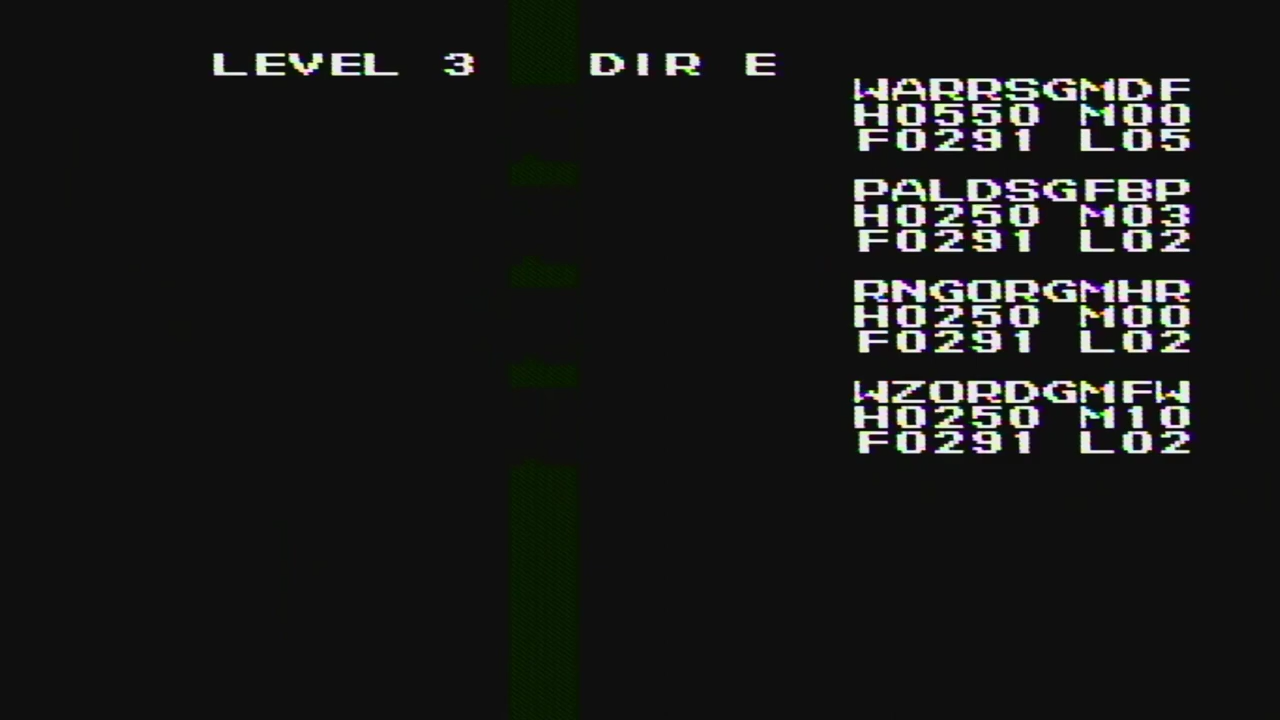 LEVEL 3 DIR E
WARRSGMDF
H0550 M00
F0291 L05
PALDSGFBP
H0250 M03
F0291 L02
RNGORGMHR
H0250 M00
F0291 L02
WZORDGMFW
H0250 M10
F0291 L02